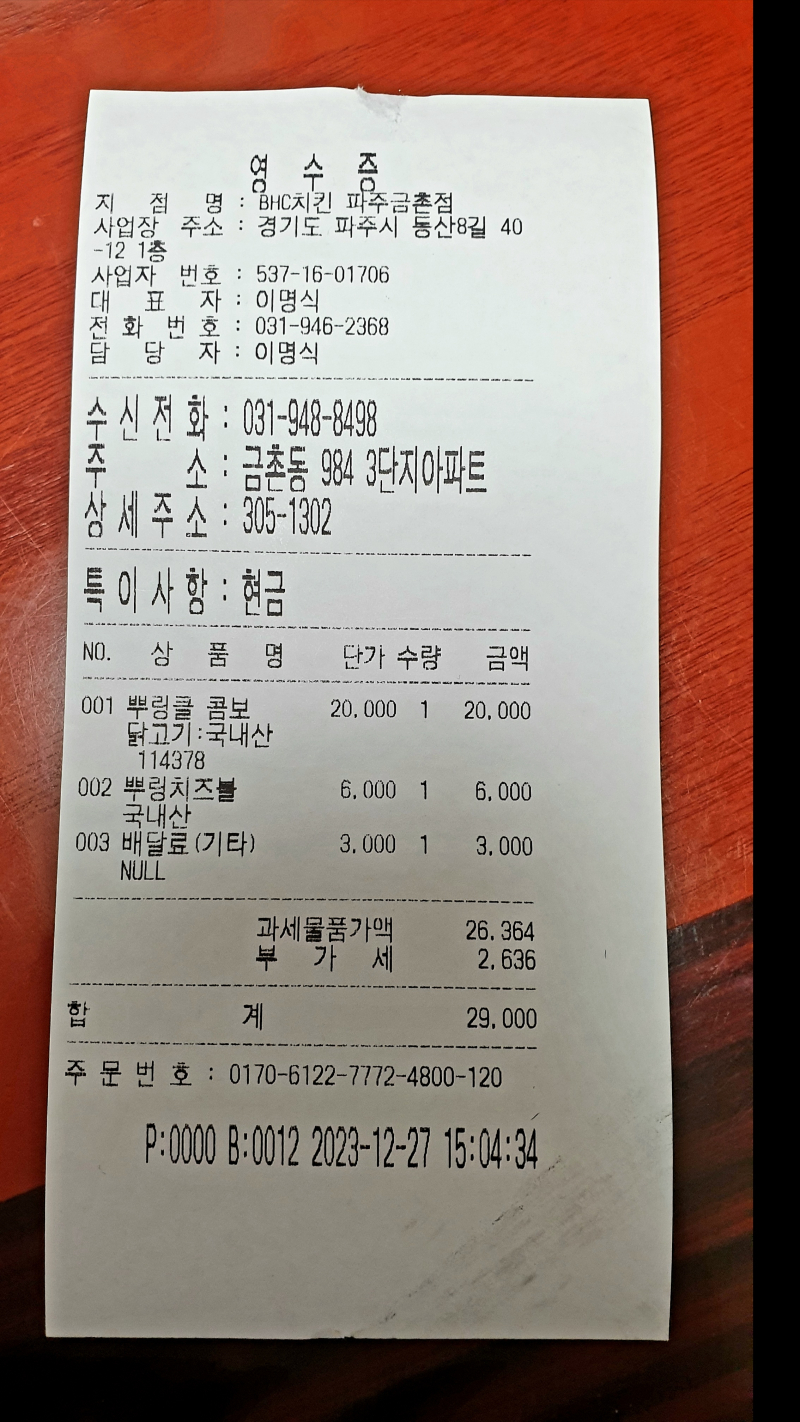 영 수 증
지 점 명 : BHC치킨 파주금촌점
사업장 주소 : 경기도 파주시 동산8길 40
-12 1층
사업자 번호 : 537-16-01706
대 표 자 : 이명식
전 화 번 호 : 031-946-2368
담 당 자 : 이명식
수 신 전 화 : 031-948-8498
주 소 : 금촌동 984 3단지아파트
상 세 주 소 : 305-1302
특 이 사 항 : 현금
NO. 상 품 명 단가 수량 금액
001 뿌링클 콤보 20,000 1 20,000
닭고기:국내산
114378
002 뿌링치즈볼 6,000 1 6,000
국내산
003 배달료(기타) 3,000 1 3,000
NULL
과세물품가액 26,364
부 가 세 2,636
합 계 29,000
주 문 번 호 : 0170-6122-7772-4800-120
P:0000 B:0012 2023-12-27 15:04:34